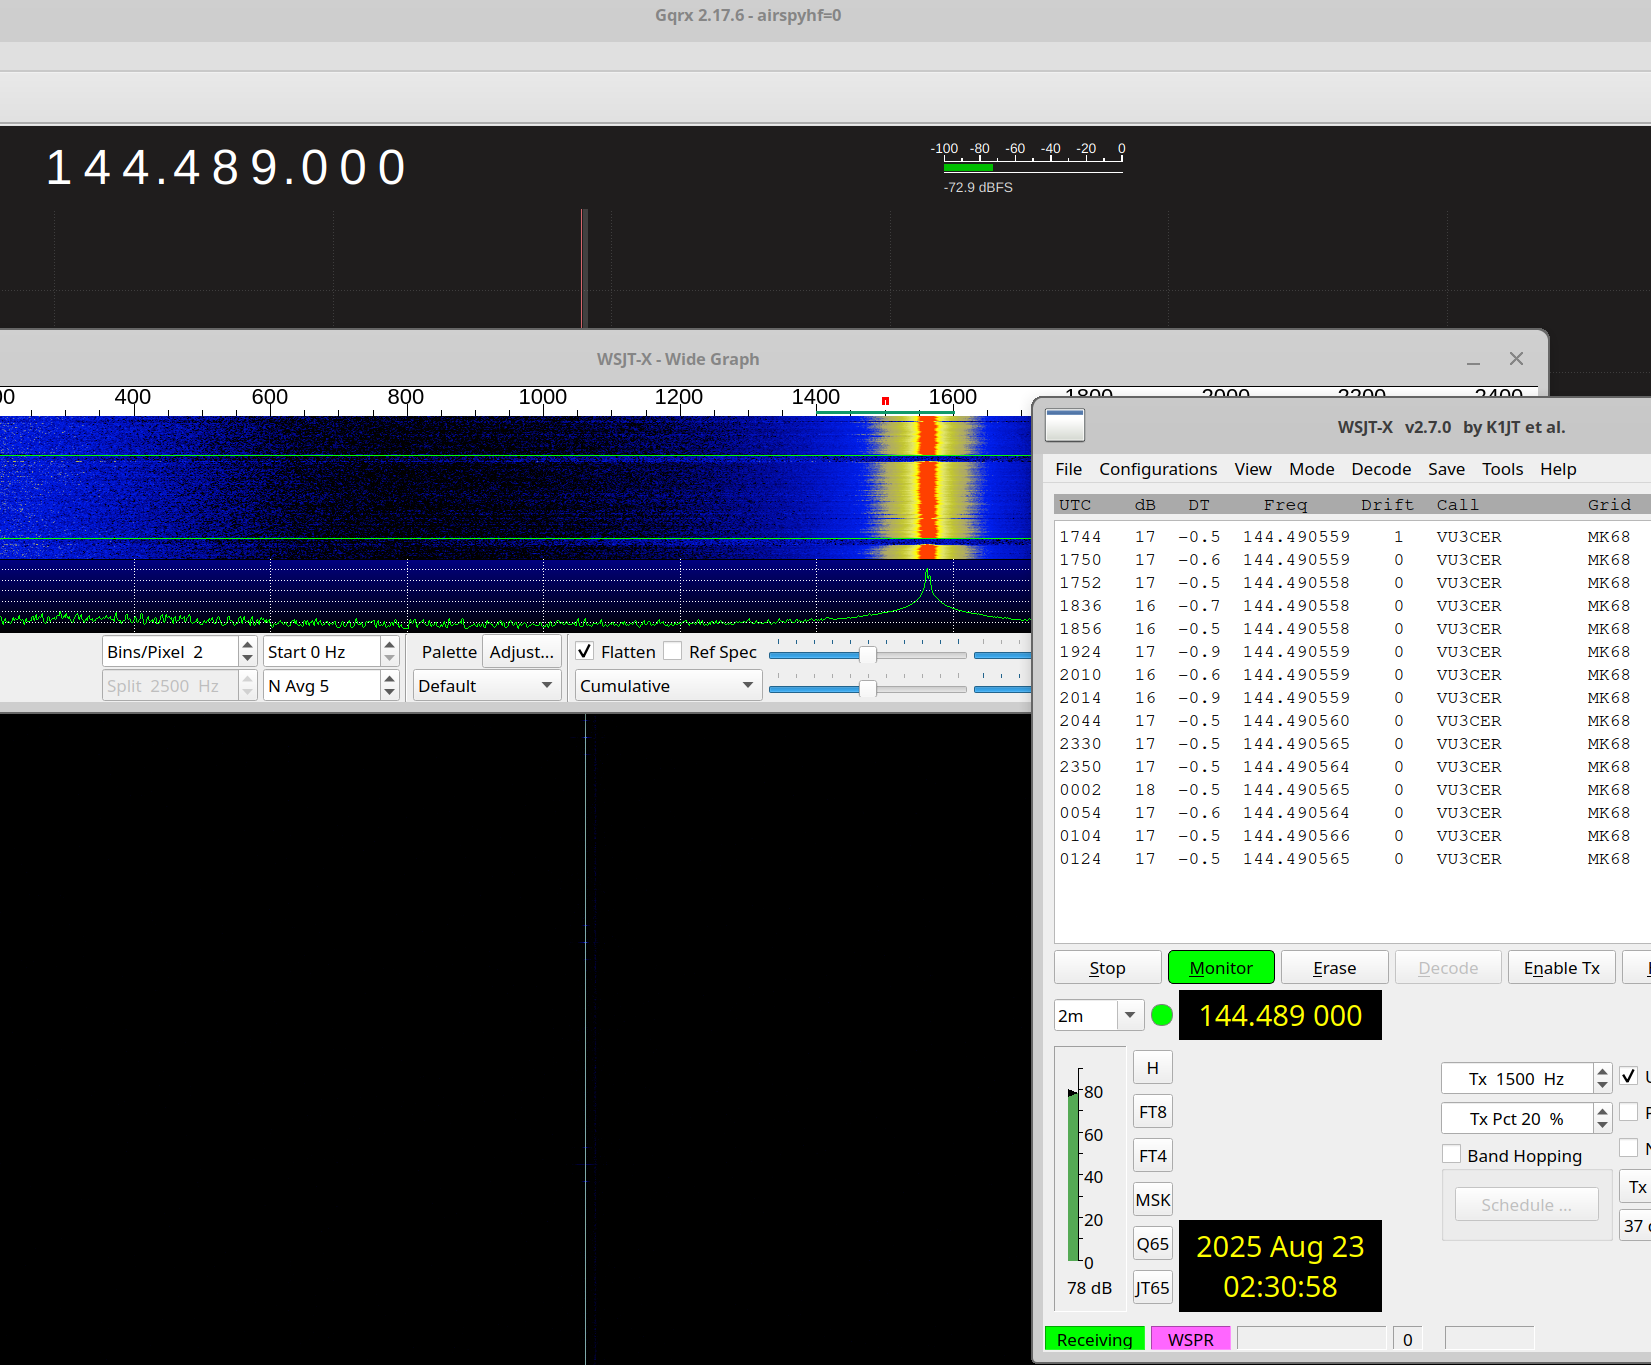 Gqrx 2.17.6 - airspyhf=0
144.489.000
-100 -80 -60 -40 -20 0
-72.9 dBFS
WSJT-X - Wide Graph
400 600 800 1000 1200 1400 1600 1800 2000 2200 2400
WSJT-X v2.7.0 by K1JT et al.
File Configurations View Mode Decode Save Tools Help
UTC dB DT Freq Drift Call Grid
1744 17 -0.5 144.490559 1 VU3CER MK68
1750 17 -0.6 144.490559 0 VU3CER MK68
1752 17 -0.5 144.490558 0 VU3CER MK68
1836 16 -0.7 144.490558 0 VU3CER MK68
1856 16 -0.5 144.490558 0 VU3CER MK68
1924 17 -0.9 144.490559 0 VU3CER MK68
2010 16 -0.6 144.490559 0 VU3CER MK68
2014 16 -0.9 144.490559 0 VU3CER MK68
2044 17 -0.5 144.490560 0 VU3CER MK68
2330 17 -0.5 144.490565 0 VU3CER MK68
2350 17 -0.5 144.490564 0 VU3CER MK68
0002 18 -0.5 144.490565 0 VU3CER MK68
0054 17 -0.6 144.490564 0 VU3CER MK68
0104 17 -0.5 144.490566 0 VU3CER MK68
0124 17 -0.5 144.490565 0 VU3CER MK68
Bins/Pixel 2 Start 0 Hz Palette Adjust... Flatten Ref Spec
Split 2500 Hz N Avg 5 Default Cumulative
Stop Monitor Erase Decode Enable Tx
2m 144.489 000
80
60
40
20
0
78 dB
H
FT8
FT4
MSK
Q65
JT65
Tx 1500 Hz
Tx Pct 20 %
Band Hopping
Schedule ...
Tx
37
2025 Aug 23
02:30:58
Receiving WSPR 0